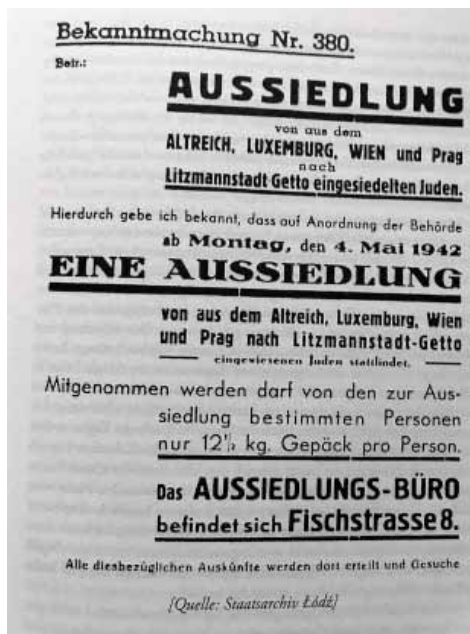 Bekanntmachung Nr. 380.
Betr.:
AUSSIEDLUNG
von aus dem
ALTREICH, LUXEMBURG, WIEN und Prag
nach
Litzmannstadt Getto eingesiedelten Juden.
Hierdurch gebe ich bekannt, dass auf Anordnung der Behörde
ab Montag, den 4. Mai 1942
EINE AUSSIEDLUNG
von aus dem Altreich, Luxemburg, Wien
und Prag nach Litzmannstadt-Getto
eingewiesenen Juden stattfindet.
Mitgenommen werden darf von den zur Aus-
siedlung bestimmten Personen
nur 12½ kg. Gepäck pro Person.
Das AUSSIEDLUNGS-BÜRO
befindet sich Fischstrasse 8.
Alle diesbezüglichen Auskünfte werden dort erteilt und Gesuche
[Quelle: Staatsarchiv Łódź]